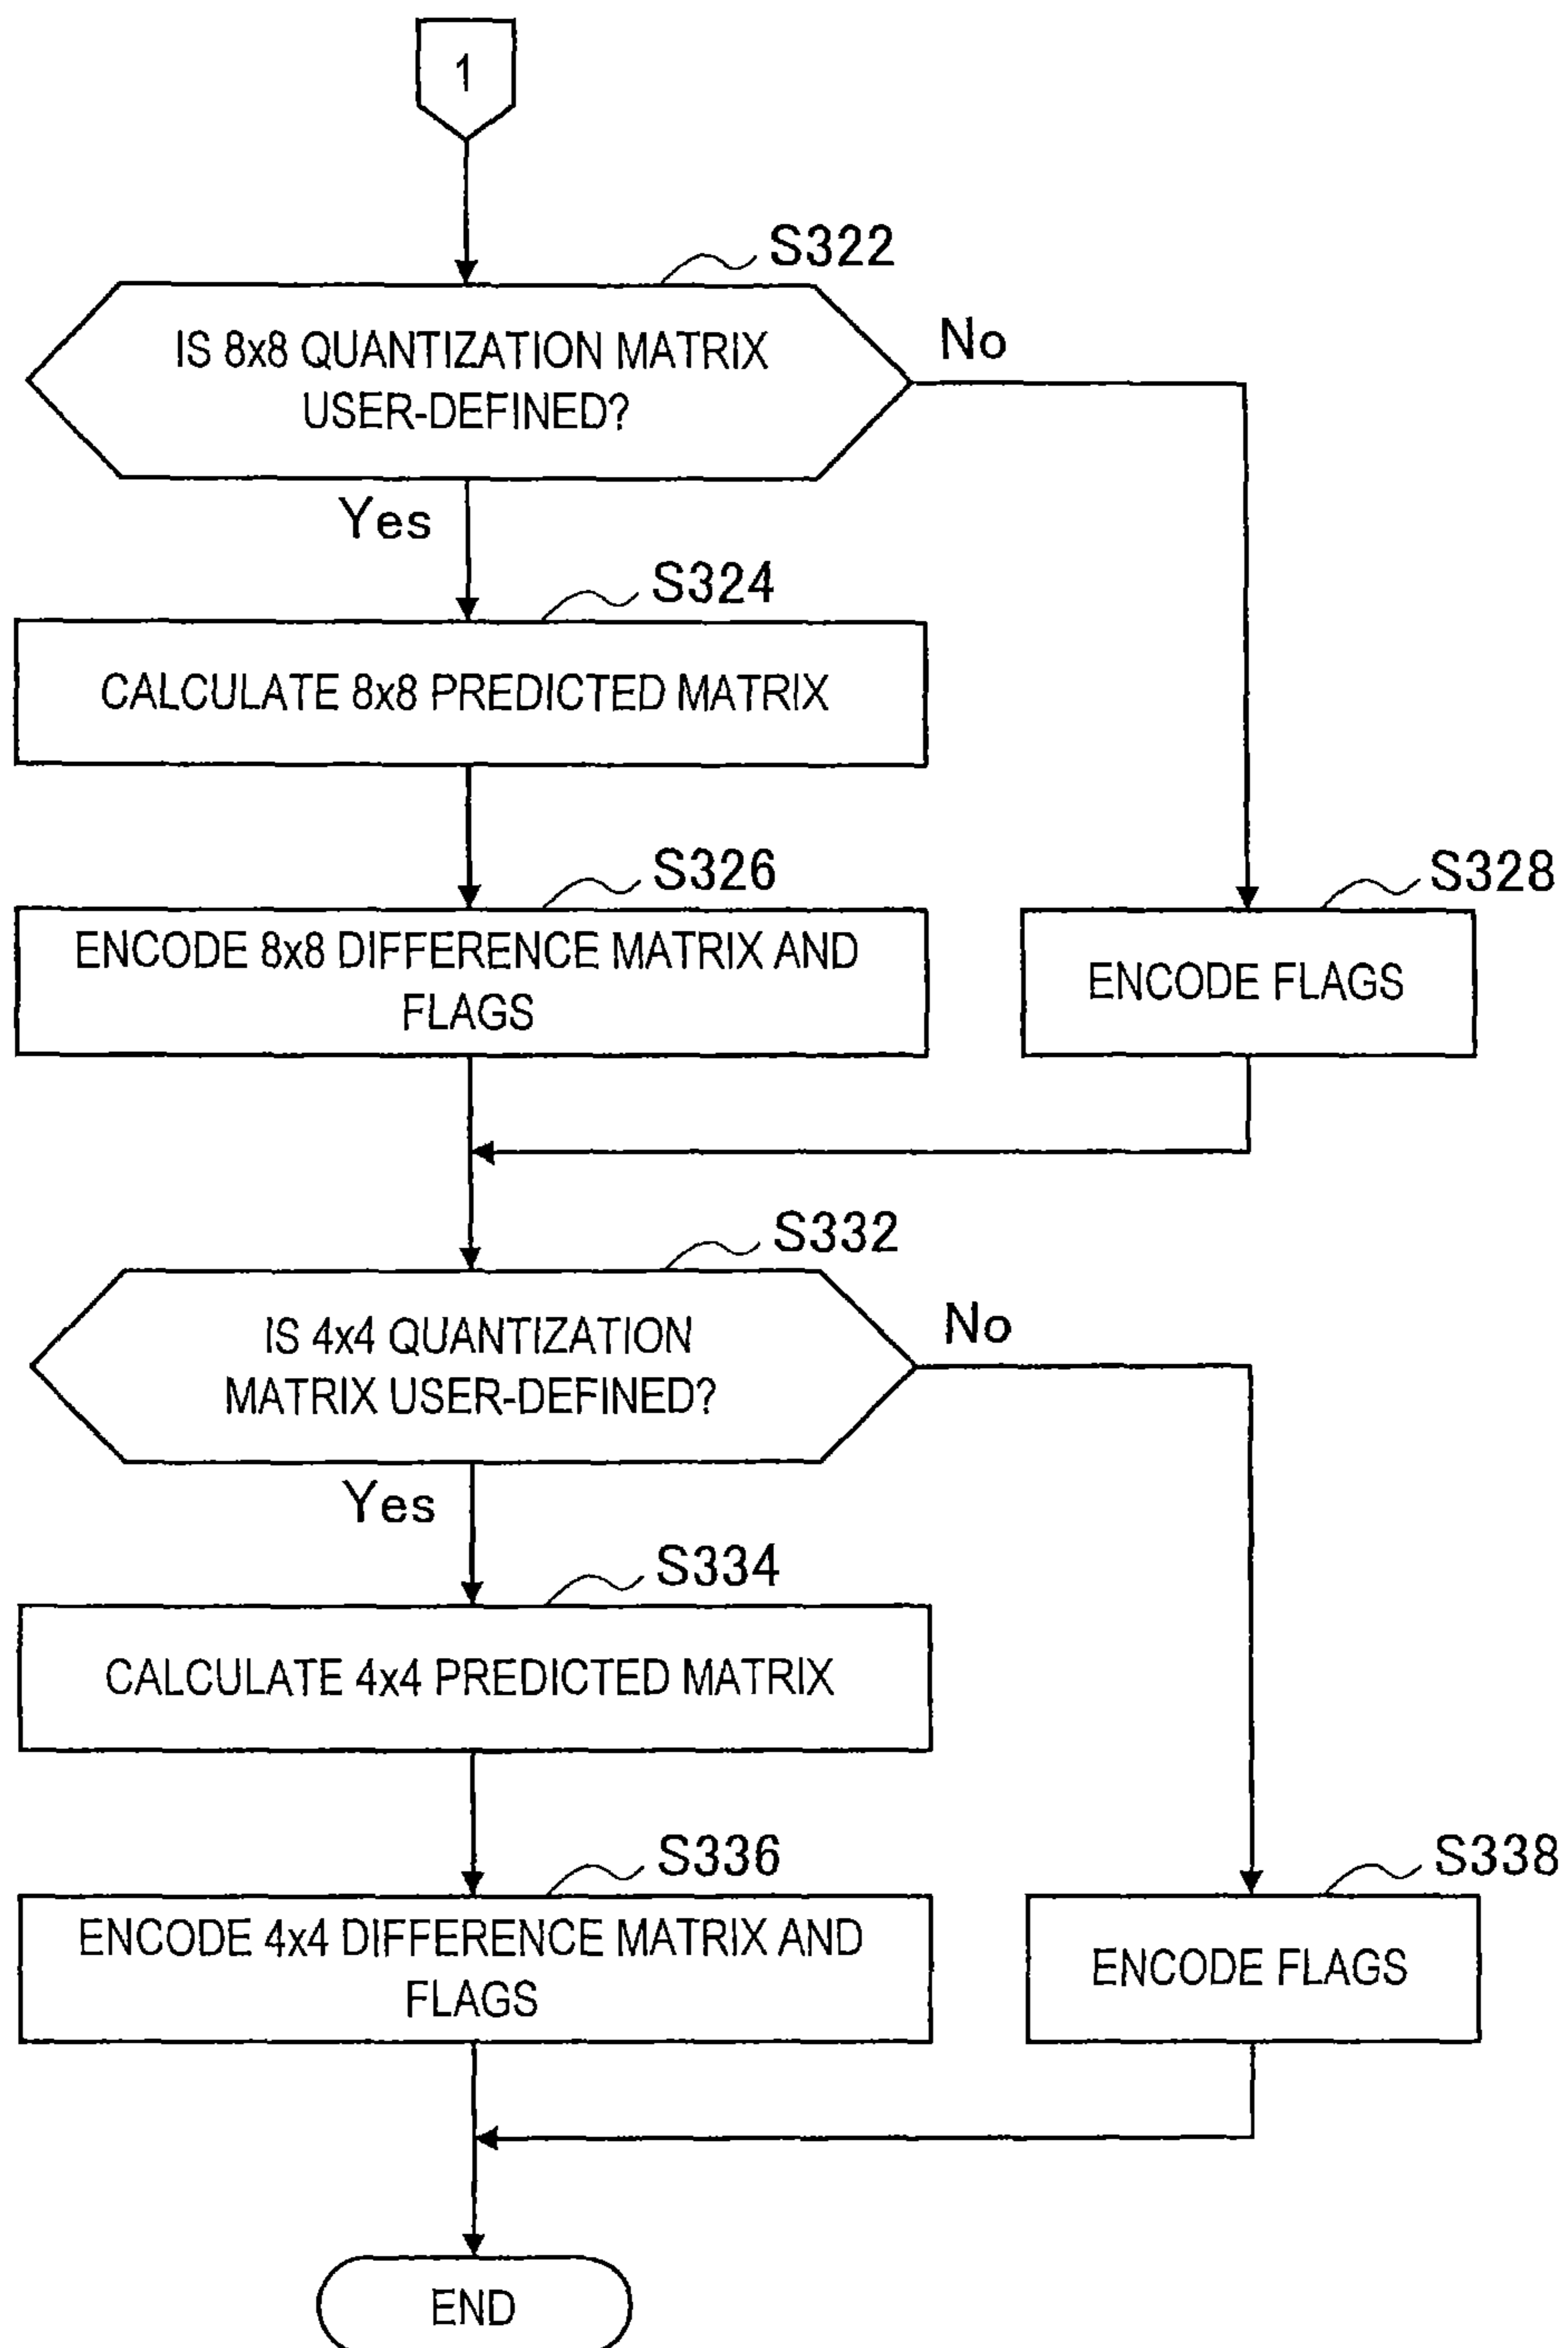 1
S322
IS 8x8 QUANTIZATION MATRIX
USER-DEFINED?
No
Yes
S324
CALCULATE 8x8 PREDICTED MATRIX
S326
ENCODE 8x8 DIFFERENCE MATRIX AND
FLAGS
S328
ENCODE FLAGS
S332
IS 4x4 QUANTIZATION
MATRIX USER-DEFINED?
No
Yes
S334
CALCULATE 4x4 PREDICTED MATRIX
S336
ENCODE 4x4 DIFFERENCE MATRIX AND
FLAGS
S338
ENCODE FLAGS
END